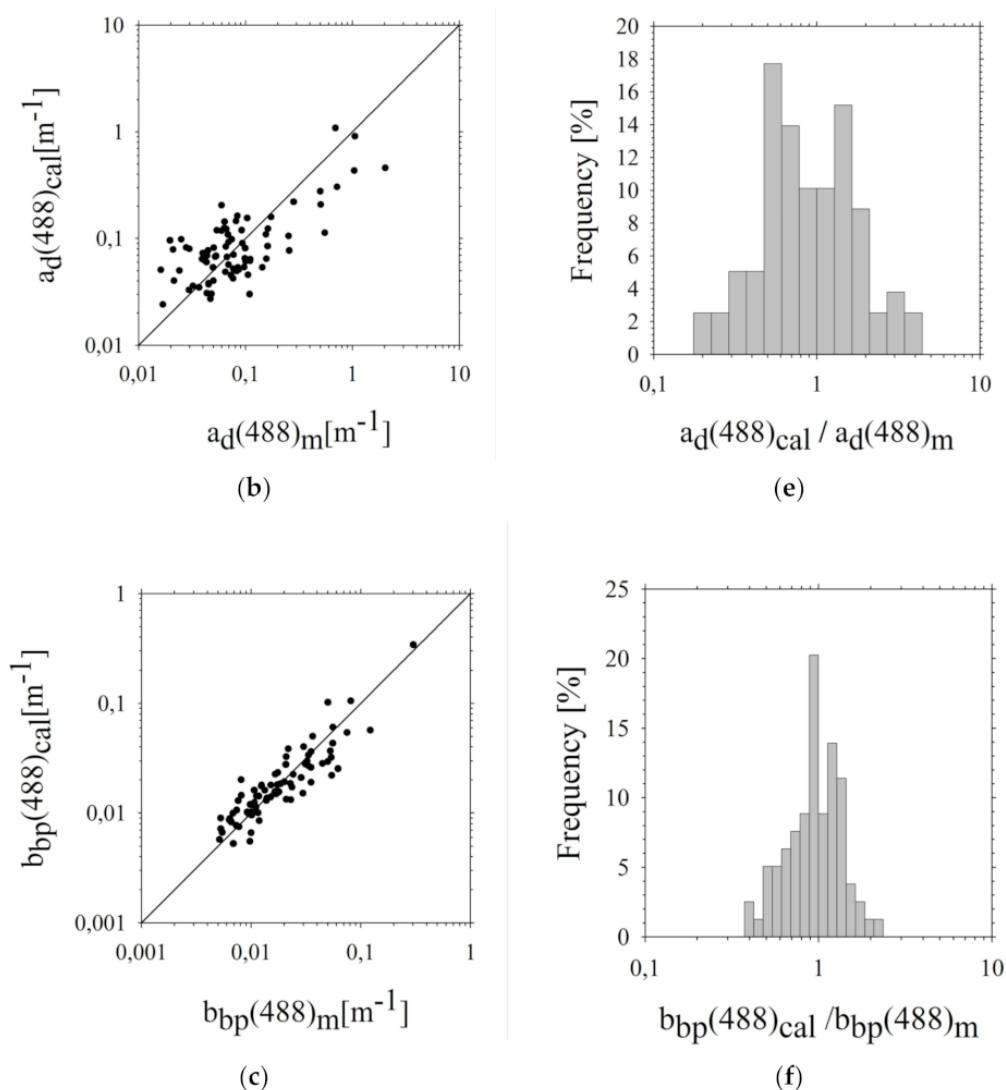 a_d(488)_cal[m^-1]
10
1
0,1
0,01
0,01 0,1 1 10
a_d(488)_m[m^-1]
(b)
Frequency [%]
20
18
16
14
12
10
8
6
4
2
0
0,1 1 10
a_d(488)_cal / a_d(488)_m
(e)
b_bp(488)_cal[m^-1]
1
0,1
0,01
0,001
0,001 0,01 0,1 1
b_bp(488)_m[m^-1]
(c)
Frequency [%]
25
20
15
10
5
0
0,1 1 10
b_bp(488)_cal /b_bp(488)_m
(f)